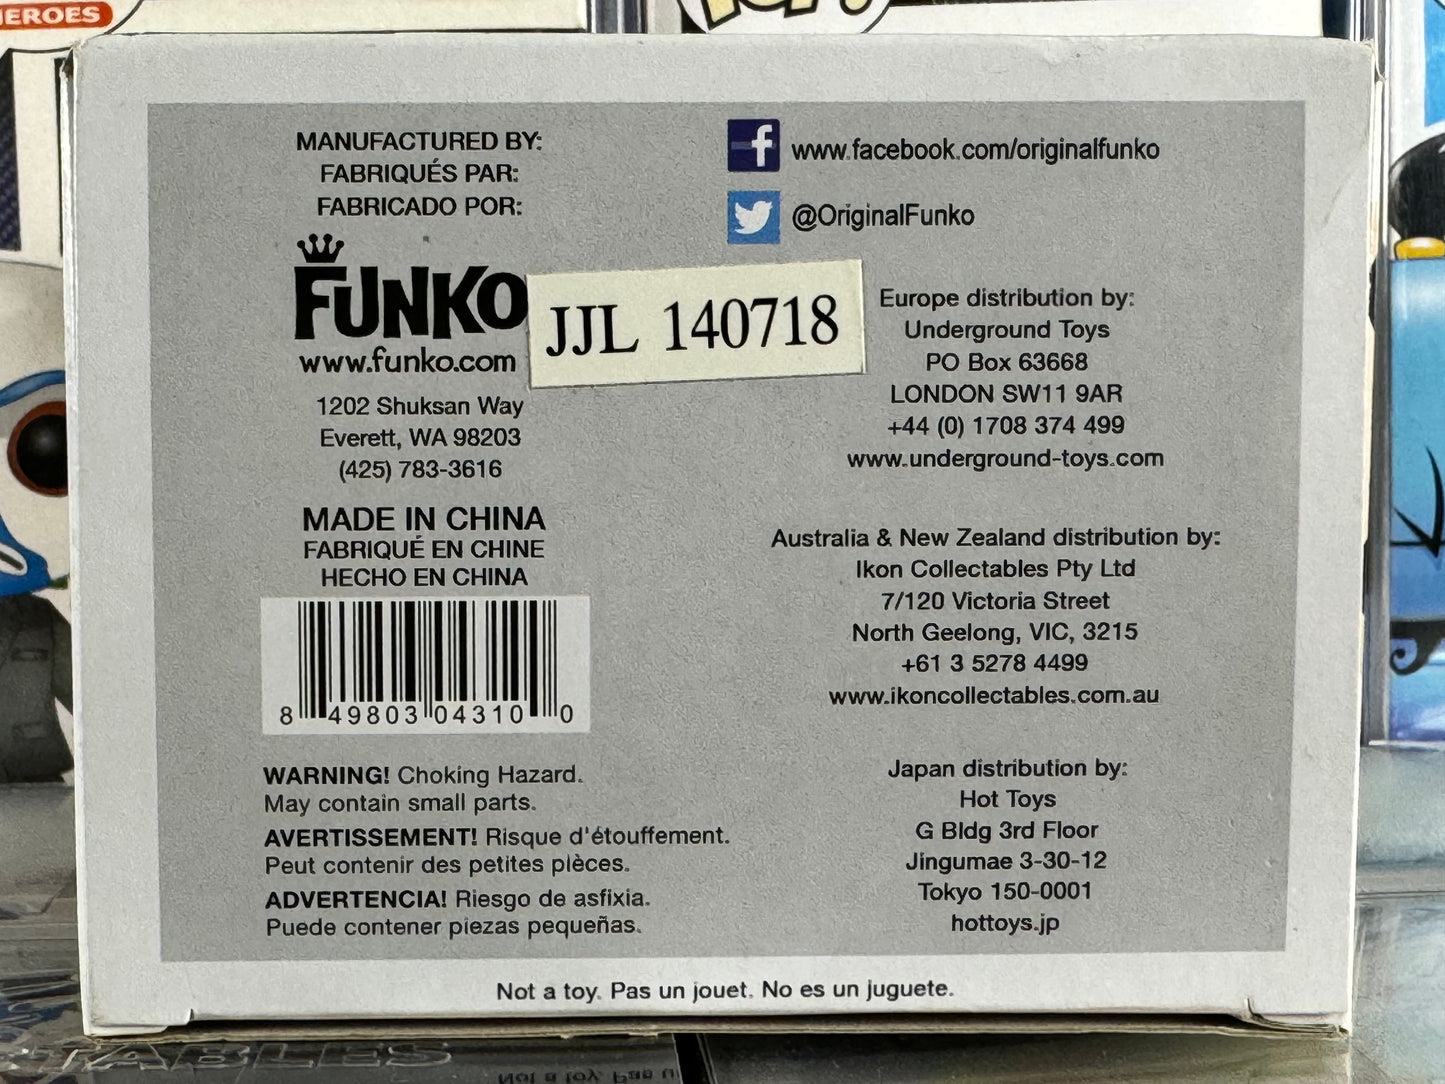 HEROES
MANUFACTURED BY:
FABRIQUÉS PAR:
FABRICADO POR:
FUNKO
www.funko.com
1202 Shuksan Way
Everett, WA 98203
(425) 783-3616
MADE IN CHINA
FABRIQUÉ EN CHINE
HECHO EN CHINA
8 49803 04310 0
WARNING! Choking Hazard.
May contain small parts.
AVERTISSEMENT! Risque d'étouffement.
Peut contenir des petites pièces.
ADVERTENCIA! Riesgo de asfixia.
Puede contener piezas pequeñas.
JJL 140718
f www.facebook.com/originalfunko
@OriginalFunko
Europe distribution by:
Underground Toys
PO Box 63668
LONDON SW11 9AR
+44 (0) 1708 374 499
www.underground-toys.com
Australia & New Zealand distribution by:
Ikon Collectables Pty Ltd
7/120 Victoria Street
North Geelong, VIC, 3215
+61 3 5278 4499
www.ikoncollectables.com.au
Japan distribution by:
Hot Toys
G Bldg 3rd Floor
Jingumae 3-30-12
Tokyo 150-0001
hottoys.jp
Not a toy. Pas un jouet. No es un juguete.